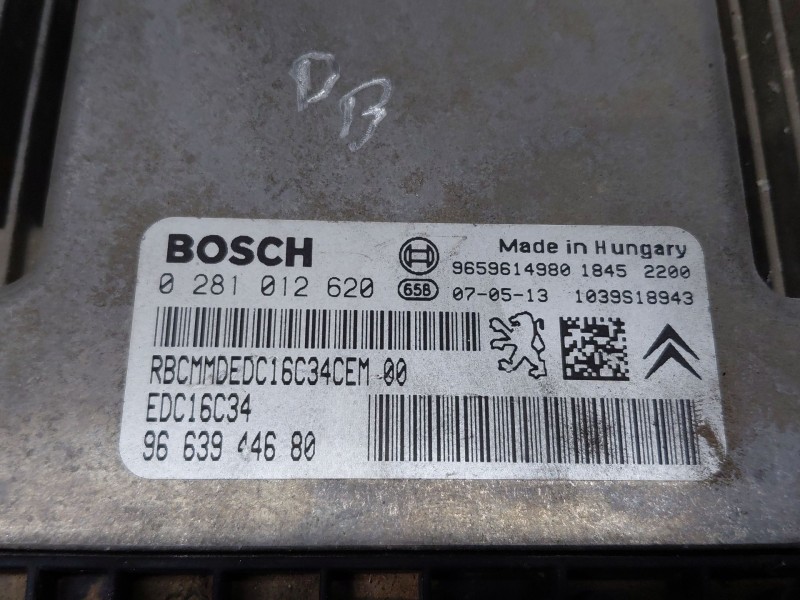 DB
BOSCH
Made in Hungary
9659614980 1845 2200
0 281 012 620
658 07-05-13 1039S18943
RBCMMDEDC16C34CEM 00
EDC16C34
96 639 446 80